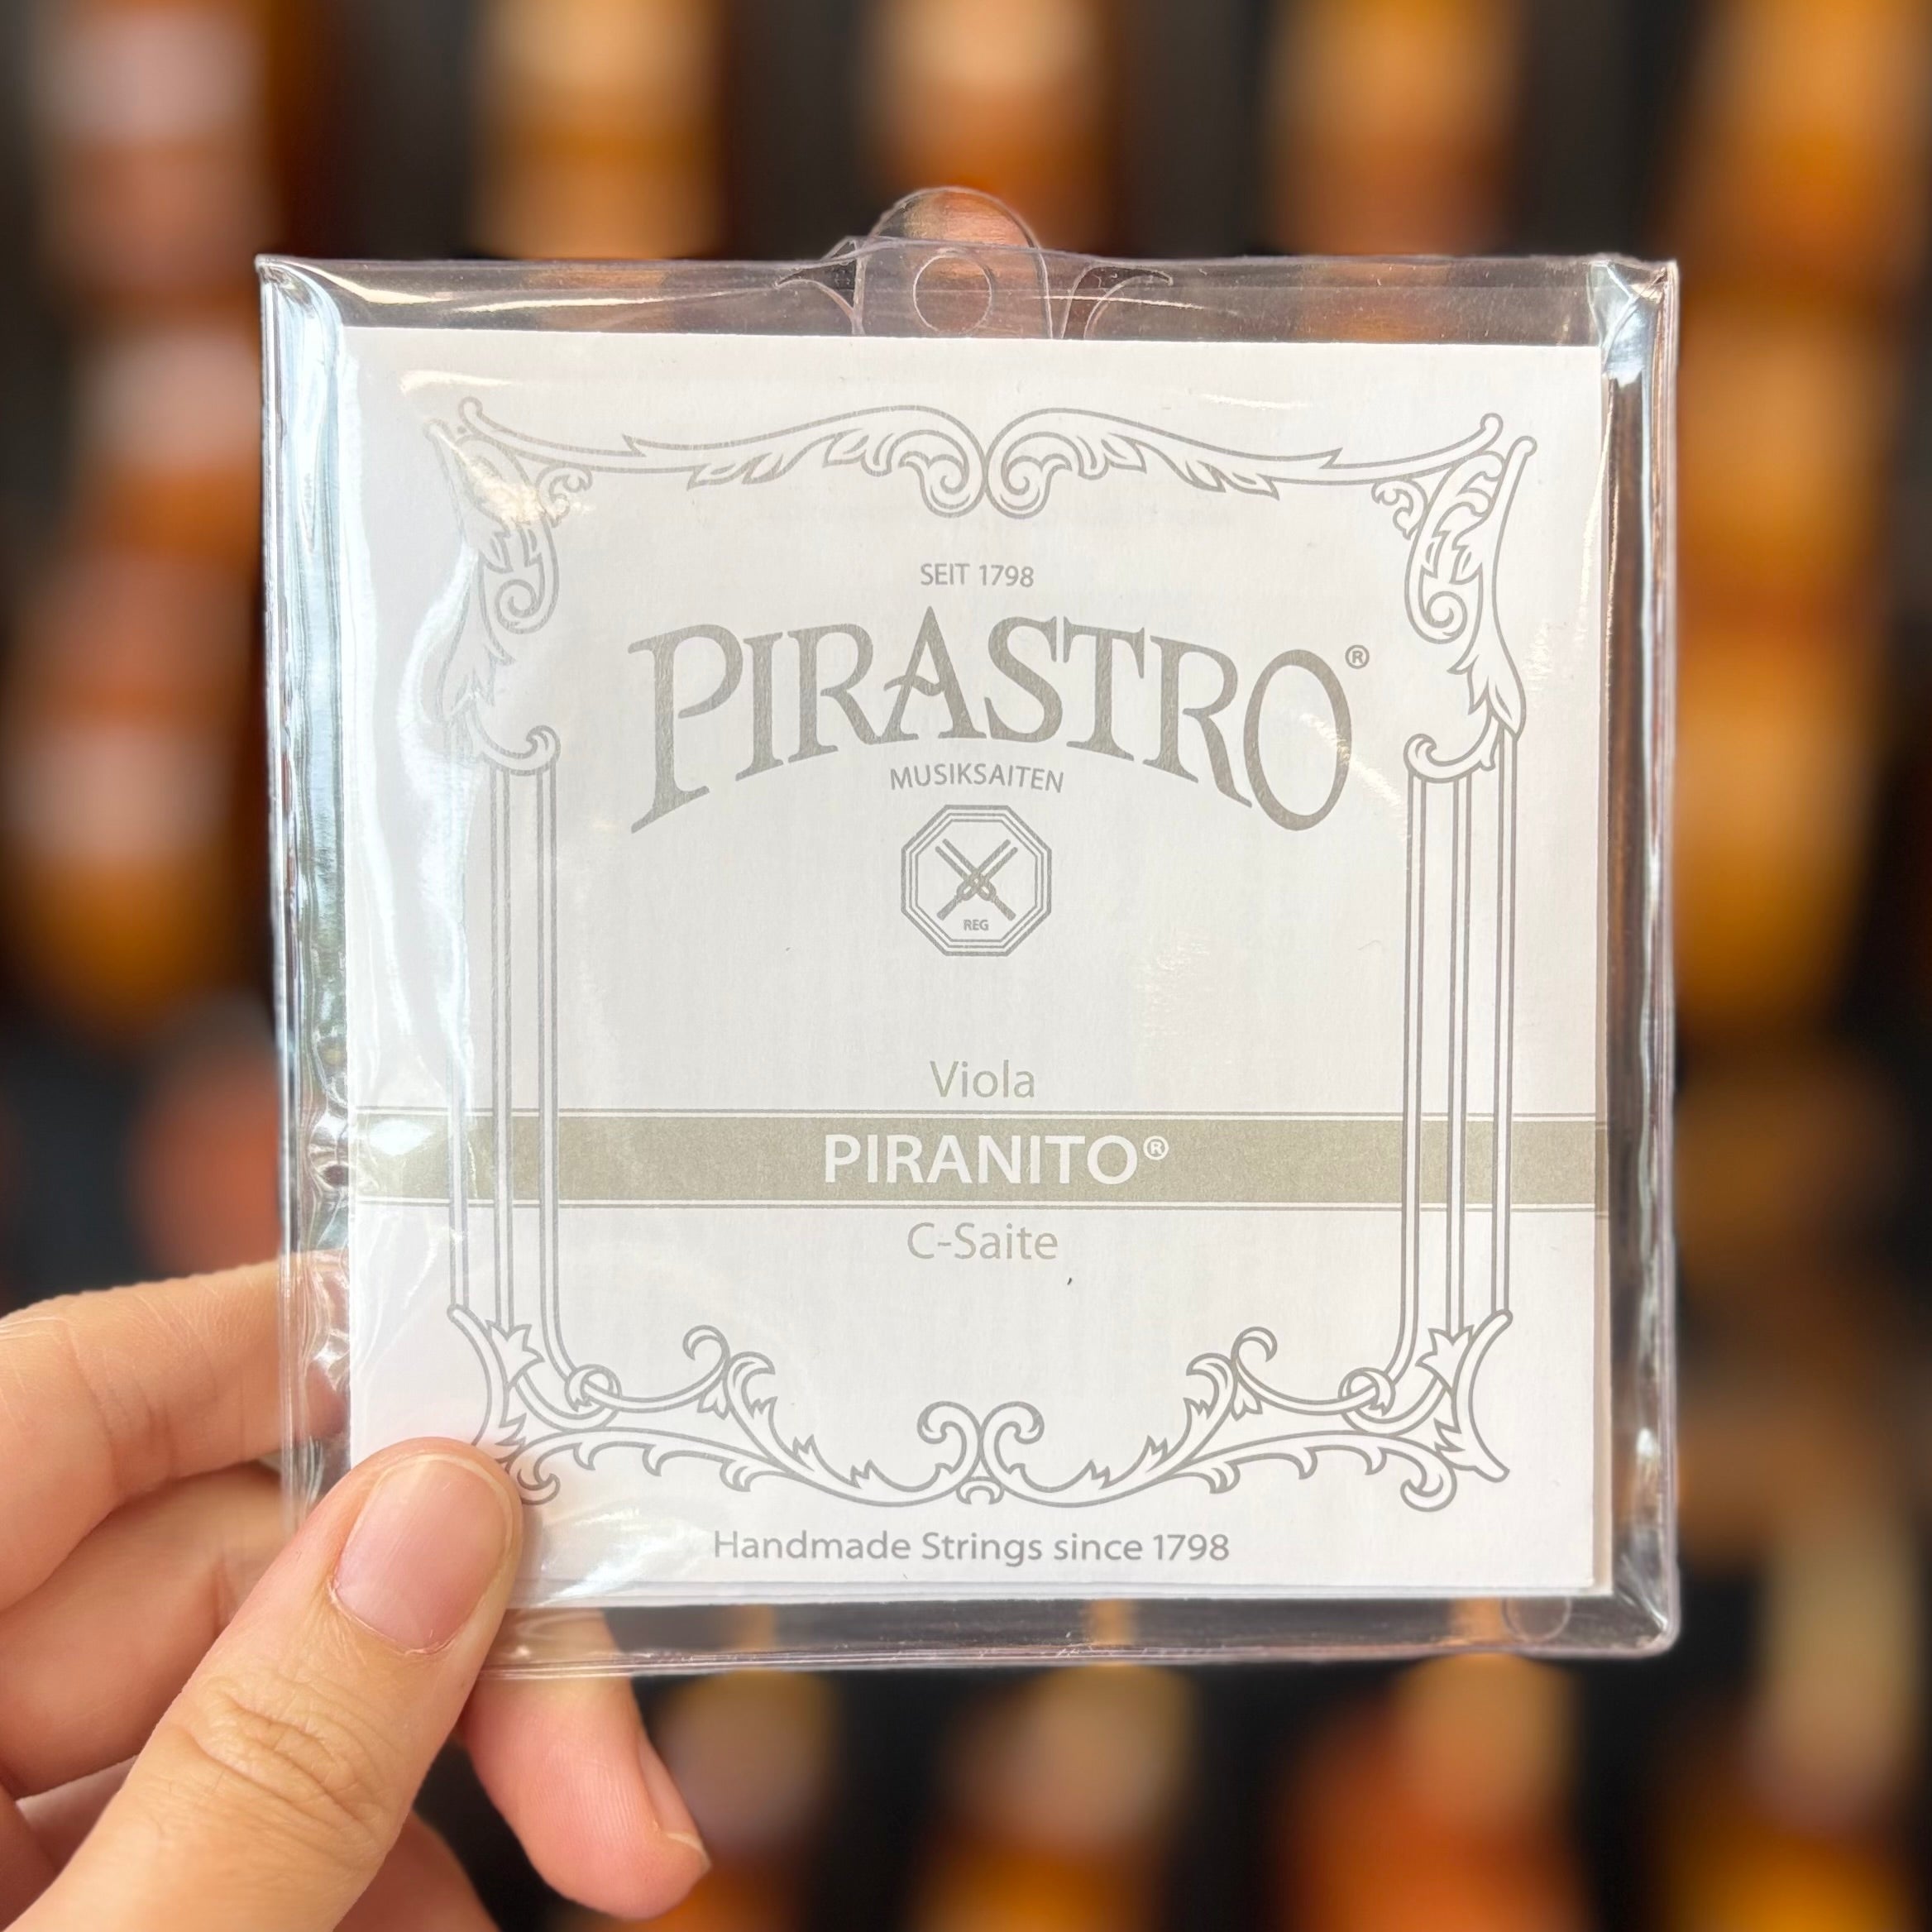 SEIT 1798
PIRASTRO®
MUSIKSAITEN
REG
Viola
PIRANITO®
C-Saite
Handmade Strings since 1798